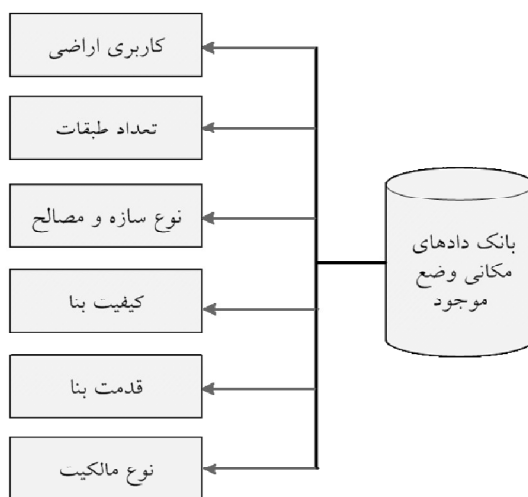 کاربری اراضی
تعداد طبقات
نوع سازه و مصالح
کیفیت بنا
قدمت بنا
نوع مالکیت
بانک دادهای
مکانی وضع
موجود